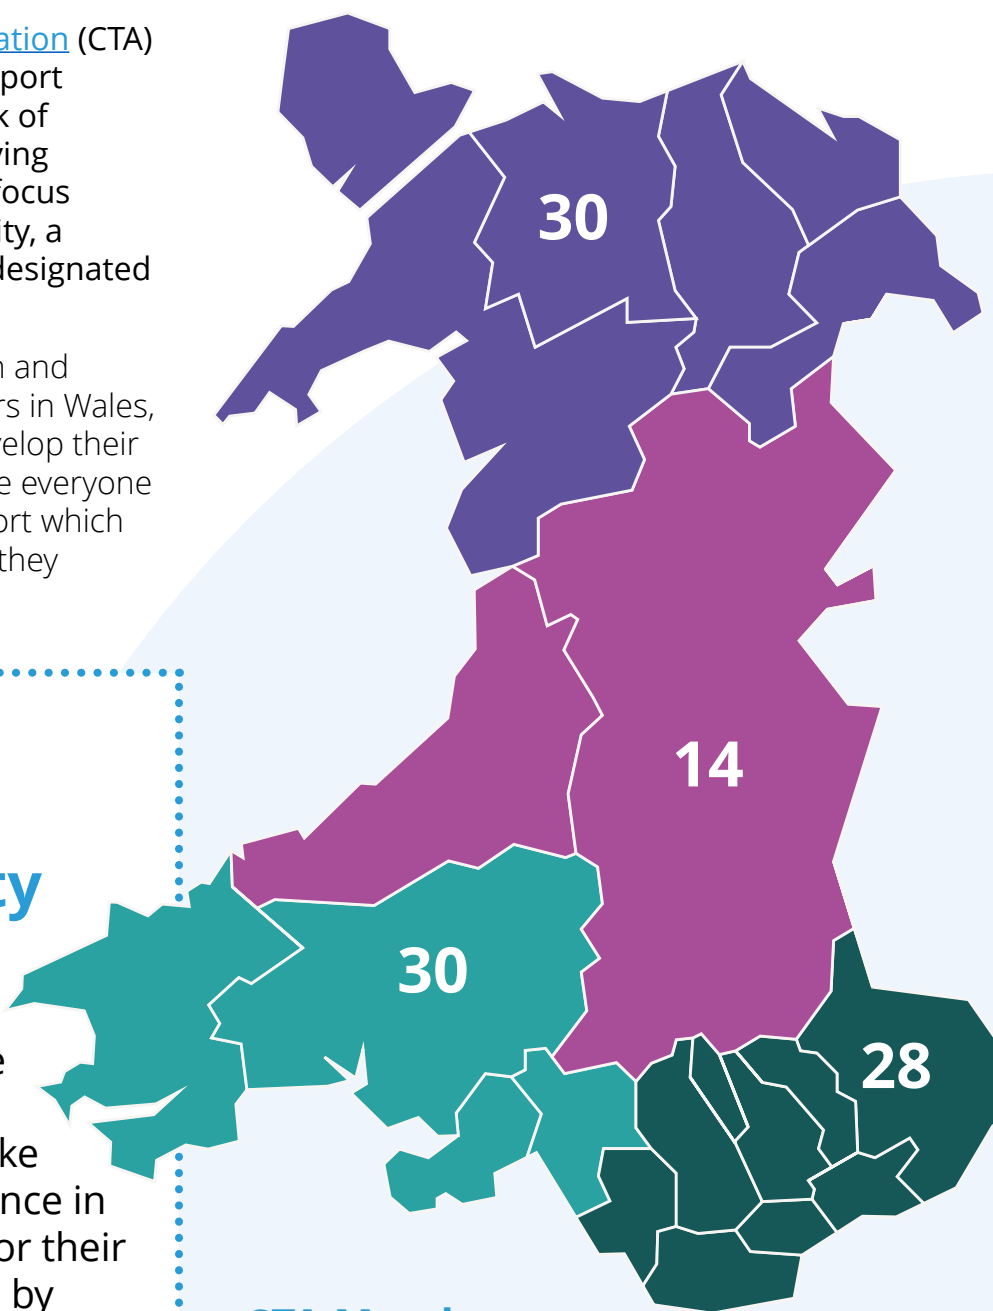 ation (CTA)
port
k of
ving
focus
ity, a
designated
n and
rs in Wales,
velop their
e everyone
ort which
they
ty
e
ke
nce in
or their
by
30
14
30
28